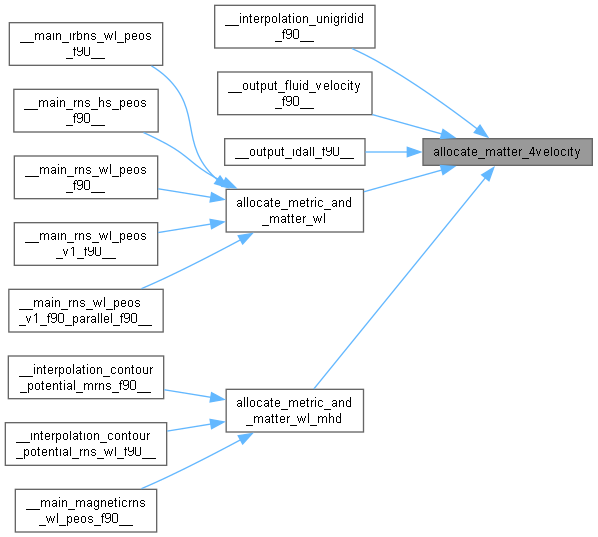 __main_irbns_wl_peos
_f90__
__main_rns_hs_peos
_f90__
__main_rns_wl_peos
_f90__
__main_rns_wl_peos
_v1_f90__
__main_rns_wl_peos
_v1_f90_parallel_f90__
__interpolation_contour
_potential_mrns_f90__
__interpolation_contour
_potential_rns_wl_f90__
__main_magneticrns
_wl_peos_f90__
__interpolation_unigridid
_f90__
__output_fluid_velocity
_f90__
__output_idall_f90__
allocate_metric_and
_matter_wl
allocate_metric_and
_matter_wl_mhd
allocate_matter_4velocity